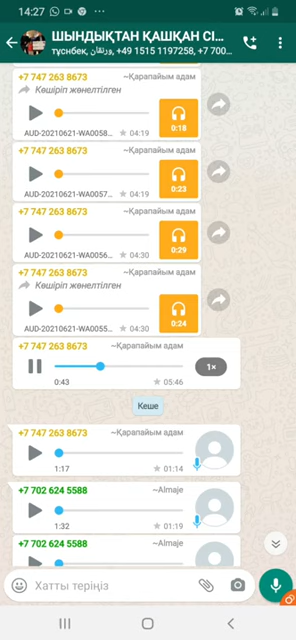 14:27
ШЫНДЫҚТАН ҚАШҚАН СІ...
тұснбек, ورتقان, +49 1515 1197258, +7 700...
+7 747 263 8673 ~Қарапайым адам
Көшіріп жөнелтілген
0:18
AUD-20210621-WA0058... 04:19
+7 747 263 8673 ~Қарапайым адам
0:23
AUD-20210621-WA0057... 04:19
+7 747 263 8673 ~Қарапайым адам
0:29
AUD-20210621-WA0056... 04:30
+7 747 263 8673 ~Қарапайым адам
Көшіріп жөнелтілген
0:24
AUD-20210621-WA0055... 04:30
+7 747 263 8673 ~Қарапайым адам
1×
0:43 05:46
Кеше
+7 747 263 8673 ~Қарапайым адам
1:17 01:14
+7 702 624 5588 ~Almaje
1:32 01:19
+7 702 624 5588 ~Almaje
Хатты теріңіз